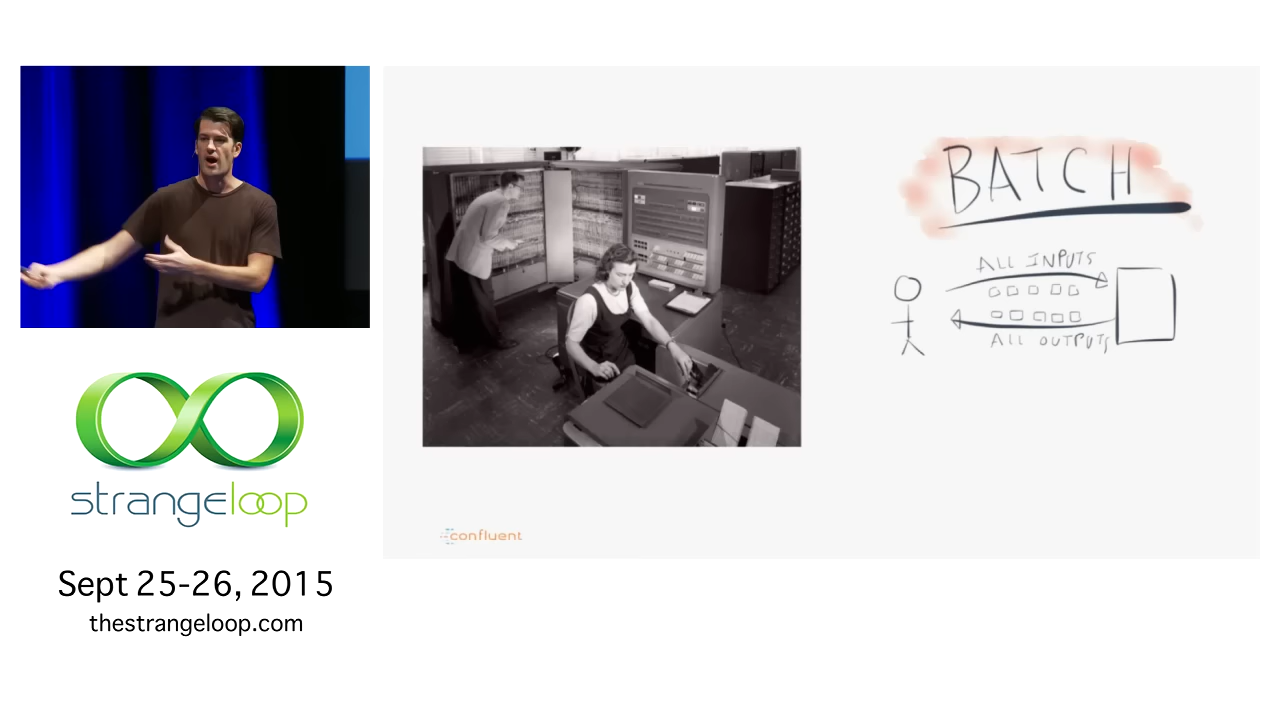 BATCH
ALL INPUTS
ALL OUTPUTS
confluent
strangeloop
Sept 25-26, 2015
thestrangeloop.com